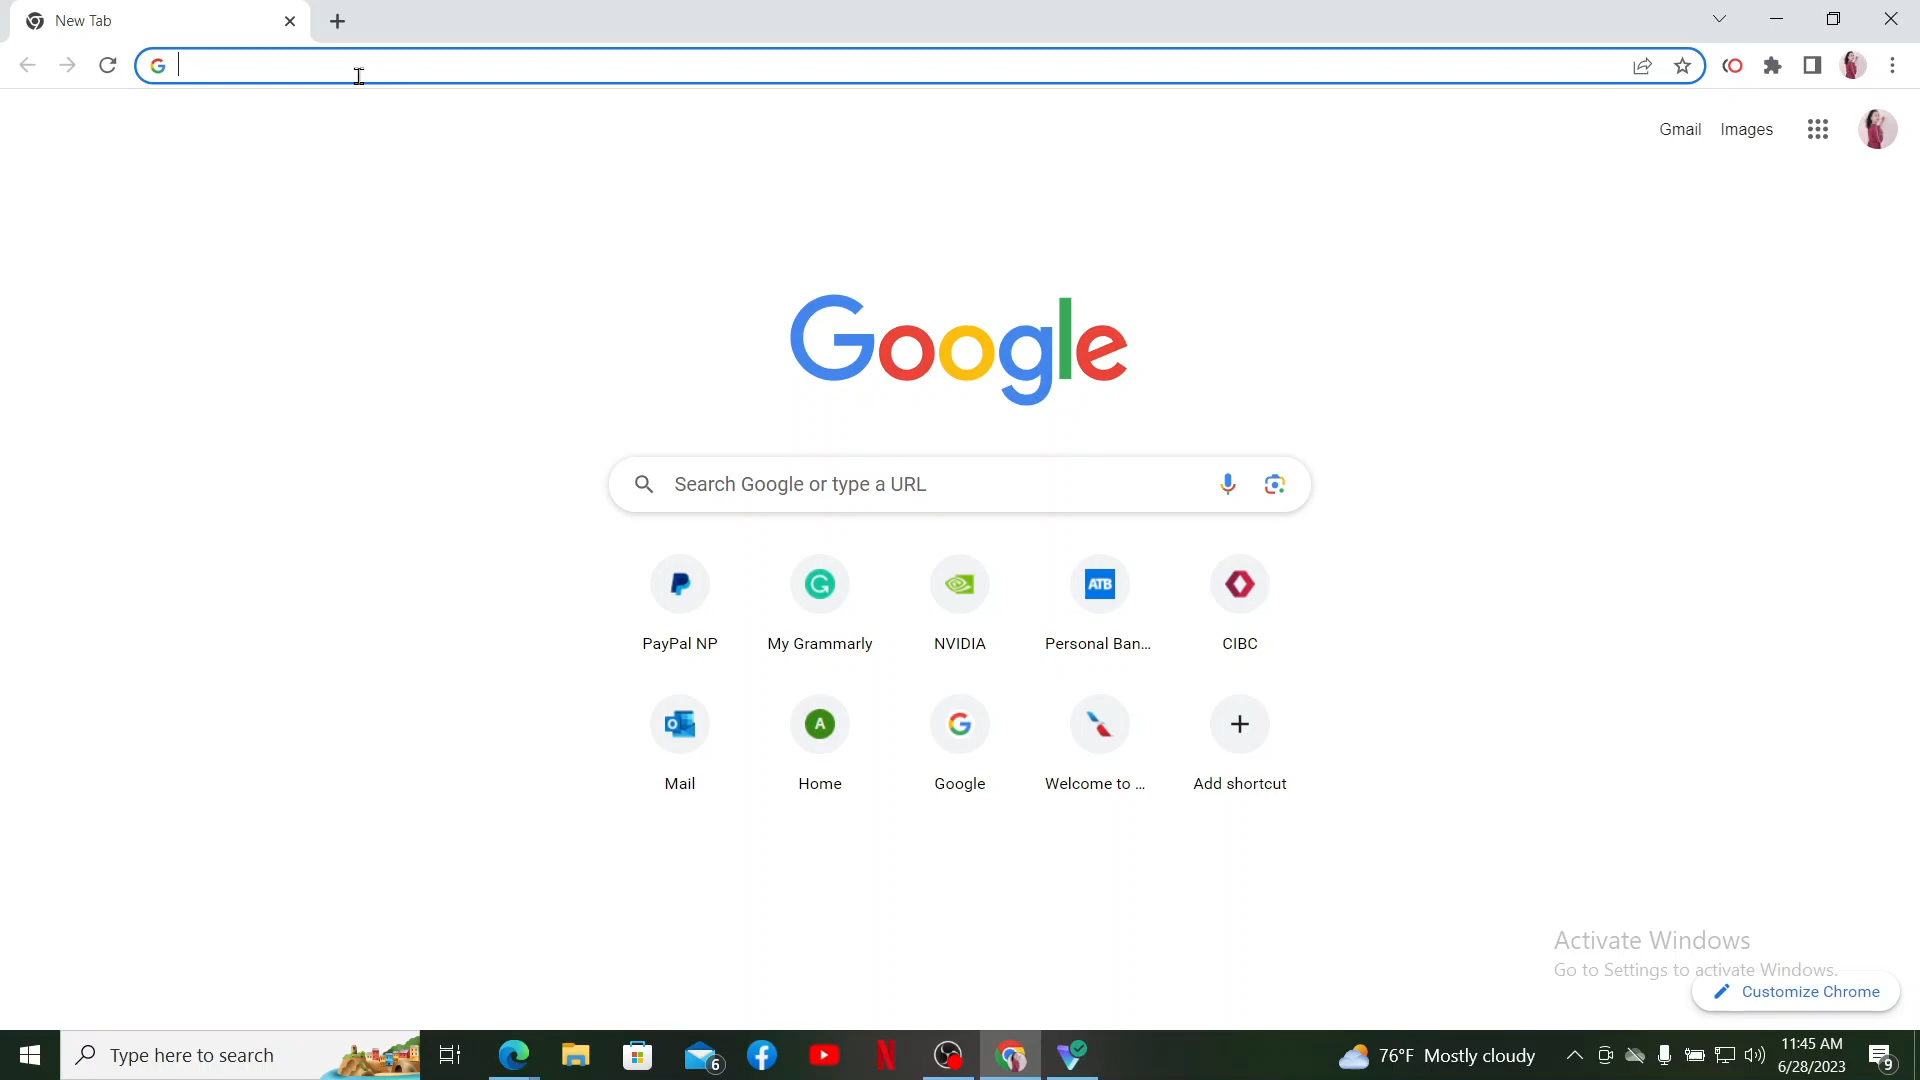 New Tab
Gmail Images
Google
Search Google or type a URL
PayPal NP My Grammarly NVIDIA Personal Ban... CIBC
ATB
Mail Home Google Welcome to ... Add shortcut
A
Activate Windows
Go to Settings to activate Windows.
Customize Chrome
Type here to search
6
76°F Mostly cloudy
11:45 AM
6/28/2023
9